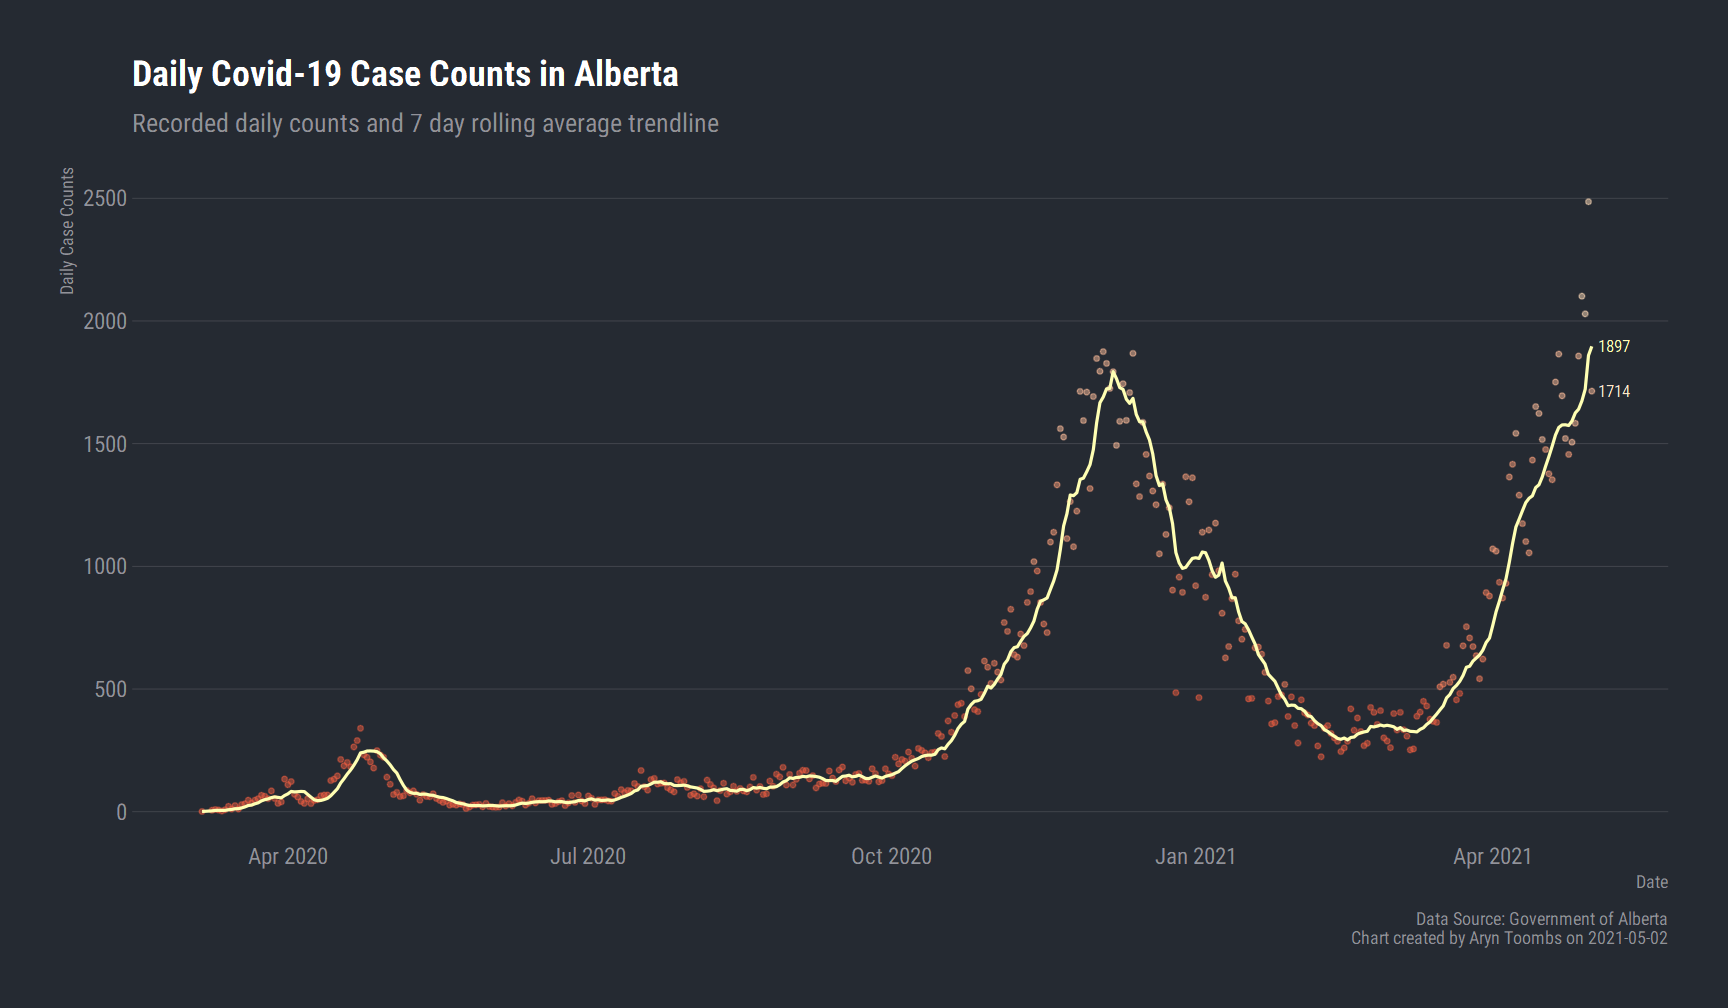 Daily Covid-19 Case Counts in Alberta
Recorded daily counts and 7 day rolling average trendline
Daily Case Counts
2500
2000
1897
1714
1500
1000
500
0
Apr 2020
Jul 2020
Oct 2020
Jan 2021
Apr 2021
Date
Data Source: Government of Alberta
Chart created by Aryn Toombs on 2021-05-02